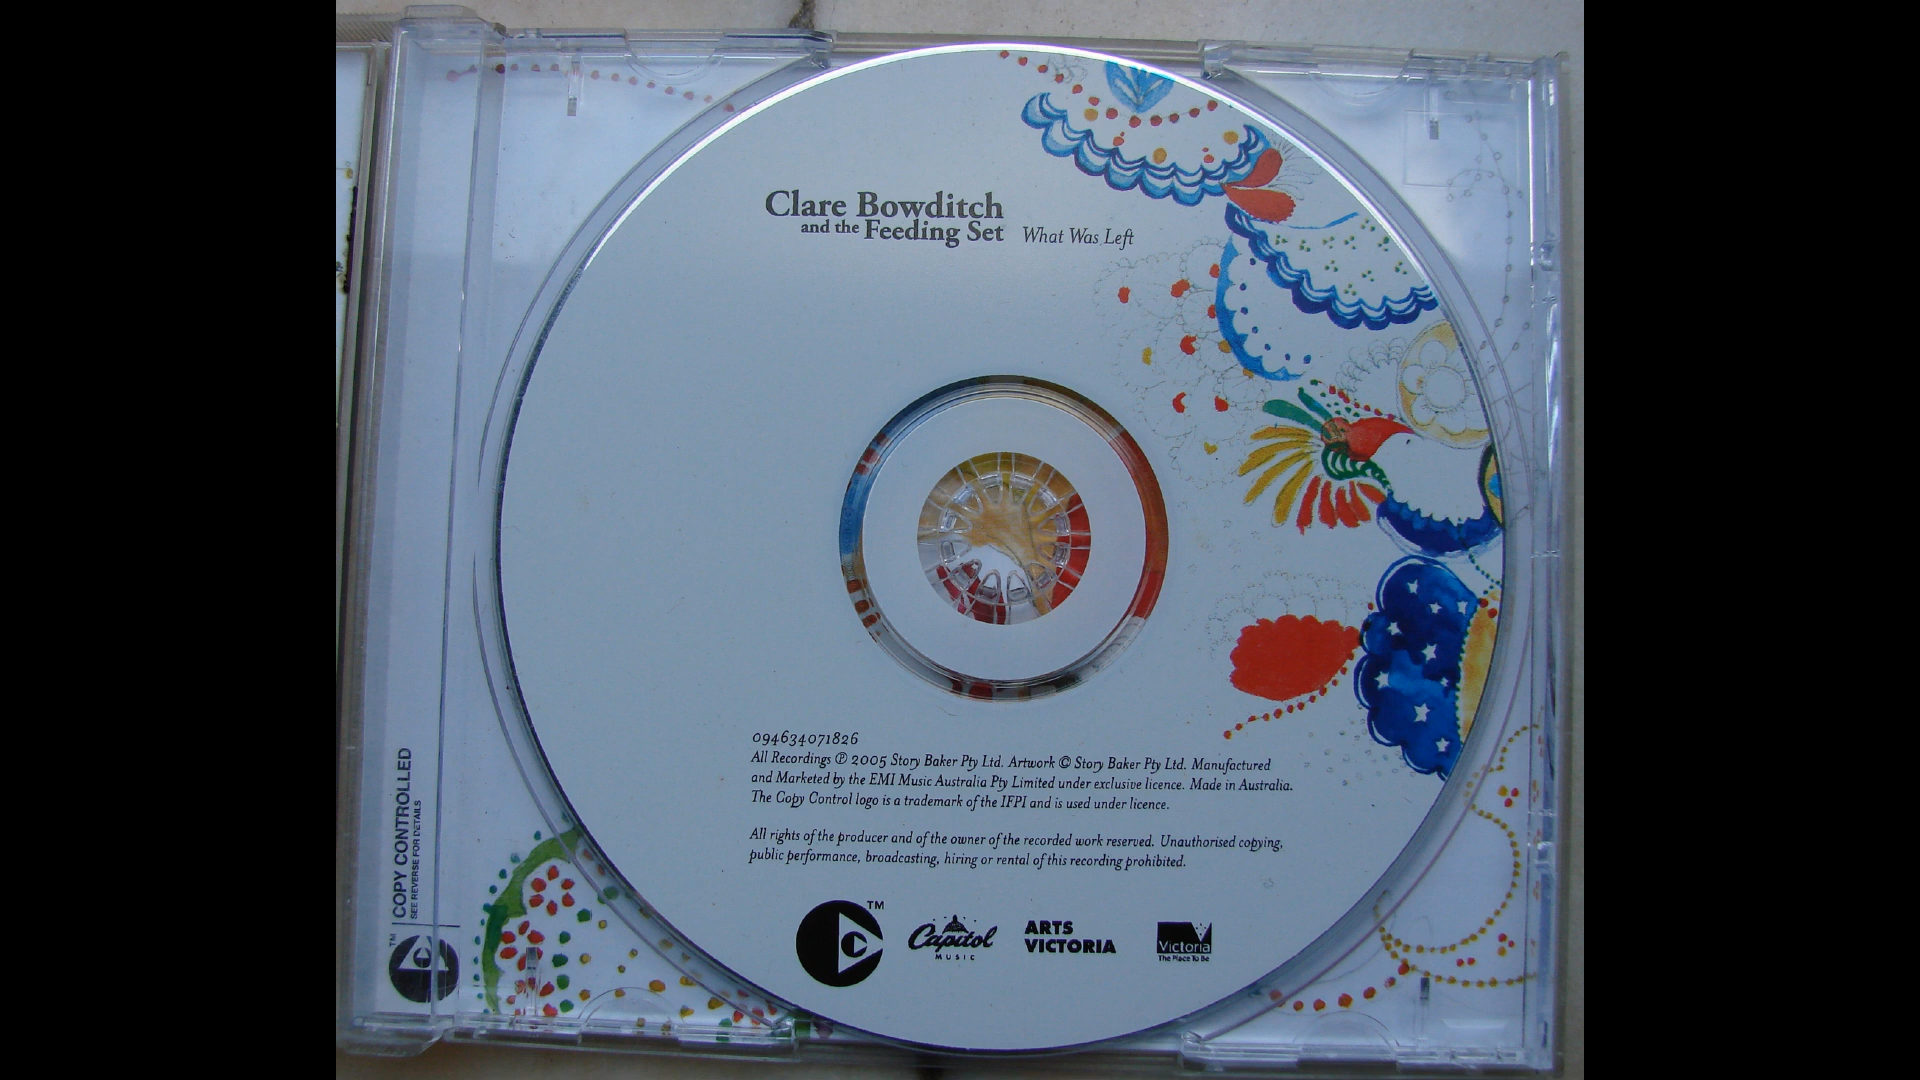 Clare Bowditch
and the Feeding Set What Was Left
094634071826
All Recordings ℗ 2005 Story Baker Pty Ltd. Artwork © Story Baker Pty Ltd. Manufactured
and Marketed by the EMI Music Australia Pty Limited under exclusive licence. Made in Australia.
The Copy Control logo is a trademark of the IFPI and is used under licence.
All rights of the producer and of the owner of the recorded work reserved. Unauthorised copying,
public performance, broadcasting, hiring or rental of this recording prohibited.
C TM
Capitol
MUSIC
ARTS
VICTORIA
Victoria
The Place To Be
C TM
COPY CONTROLLED
SEE REVERSE FOR DETAILS